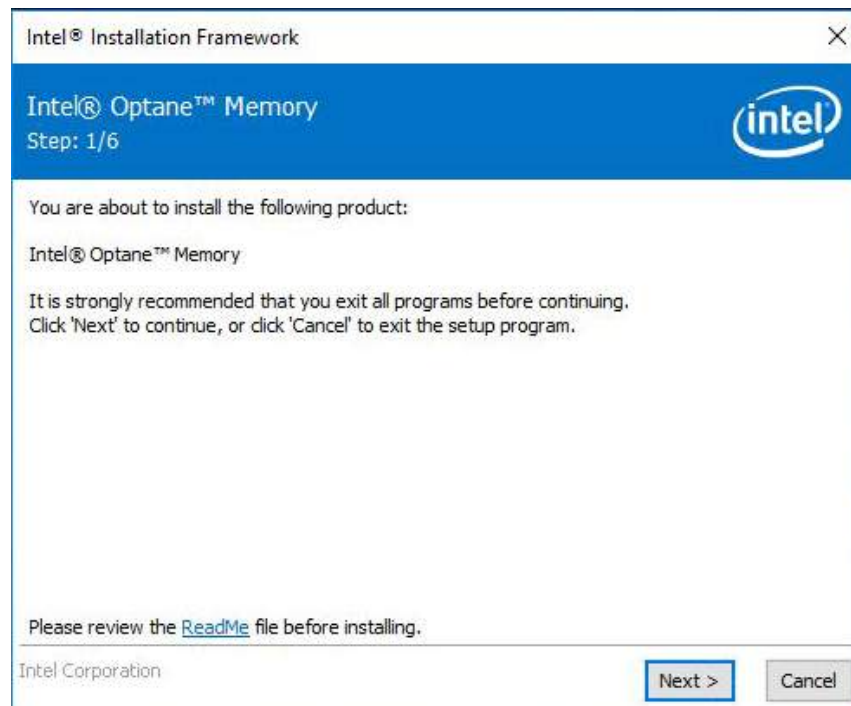 Intel® Installation Framework
Intel® Optane™ Memory
Step: 1/6
intel
You are about to install the following product:
Intel® Optane™ Memory
It is strongly recommended that you exit all programs before continuing.
Click 'Next' to continue, or click 'Cancel' to exit the setup program.
Please review the ReadMe file before installing.
Intel Corporation
Next >
Cancel